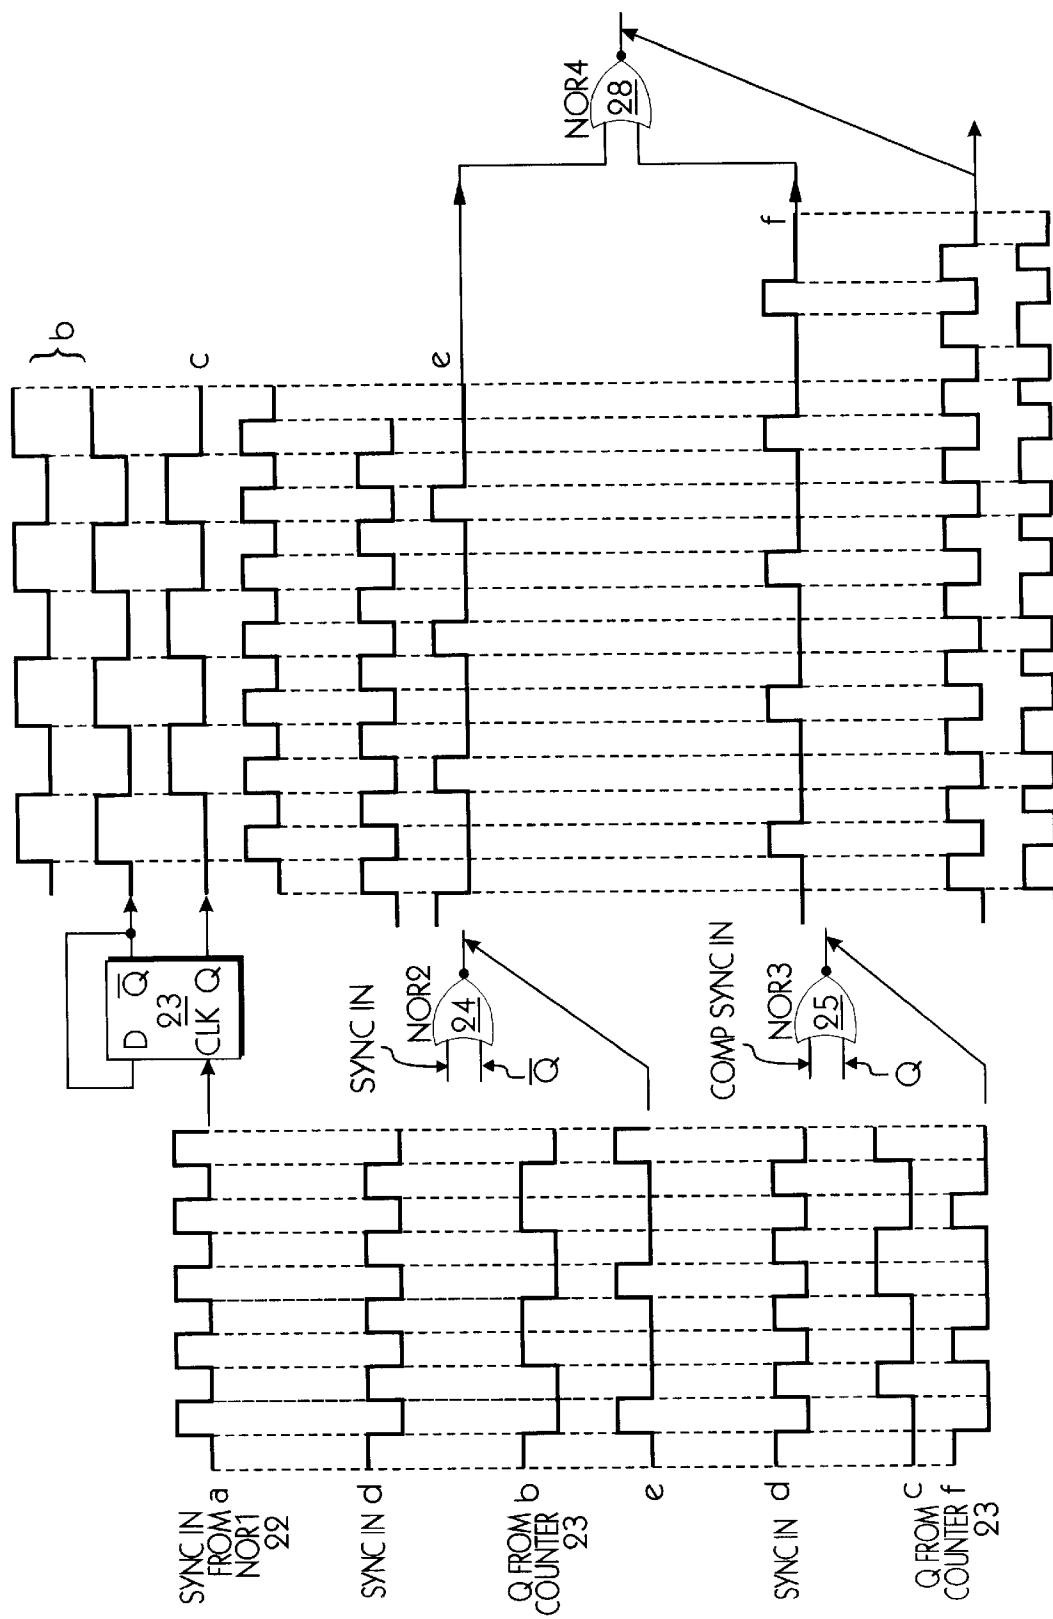 b
D Q̅
23
CLK Q
c
SYNC IN
FROM a
NOR1
22
SYNC IN d
SYNC IN
NOR2
24
Q̅
e
NOR4
28
Q FROM b
COUNTER
23
e
COMP SYNC IN
NOR3
25
Q
f
SYNC IN d
Q FROM c
COUNTER f
23